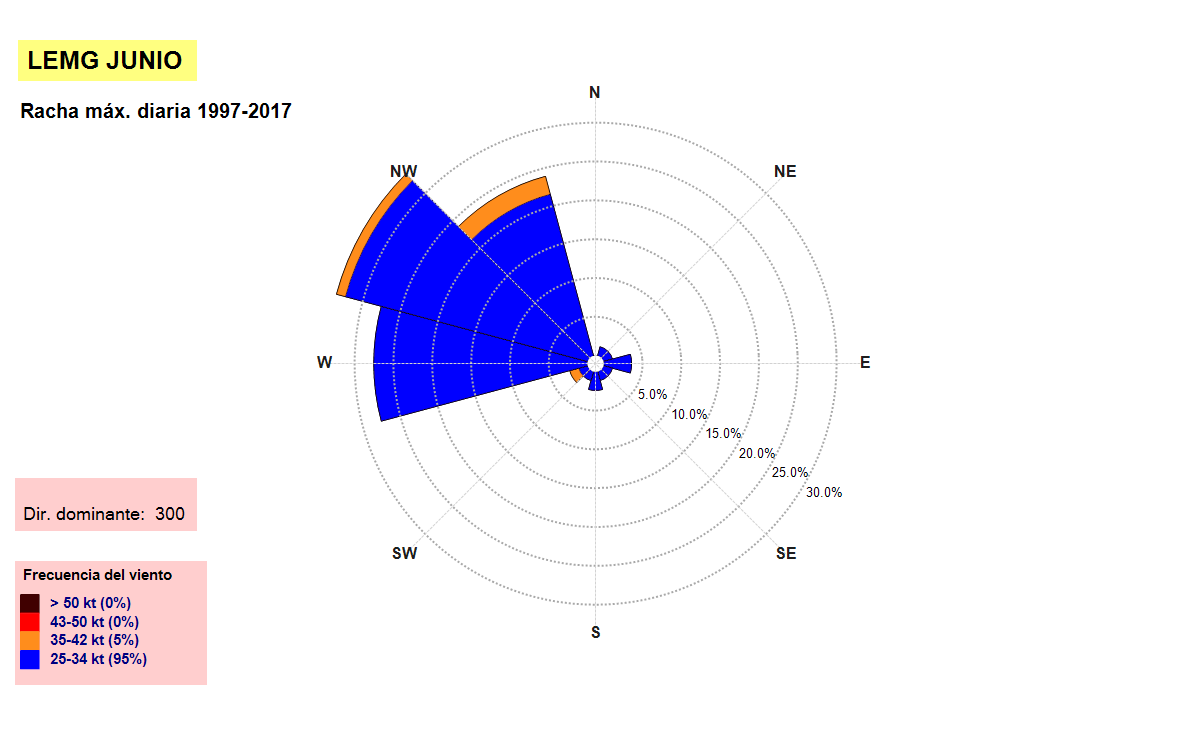 LEMG JUNIO
Racha máx. diaria 1997-2017
N
NW
NE
W
E
5.0%
10.0%
15.0%
20.0%
25.0%
30.0%
SW
SE
S
Dir. dominante: 300
Frecuencia del viento
> 50 kt (0%)
43-50 kt (0%)
35-42 kt (5%)
25-34 kt (95%)